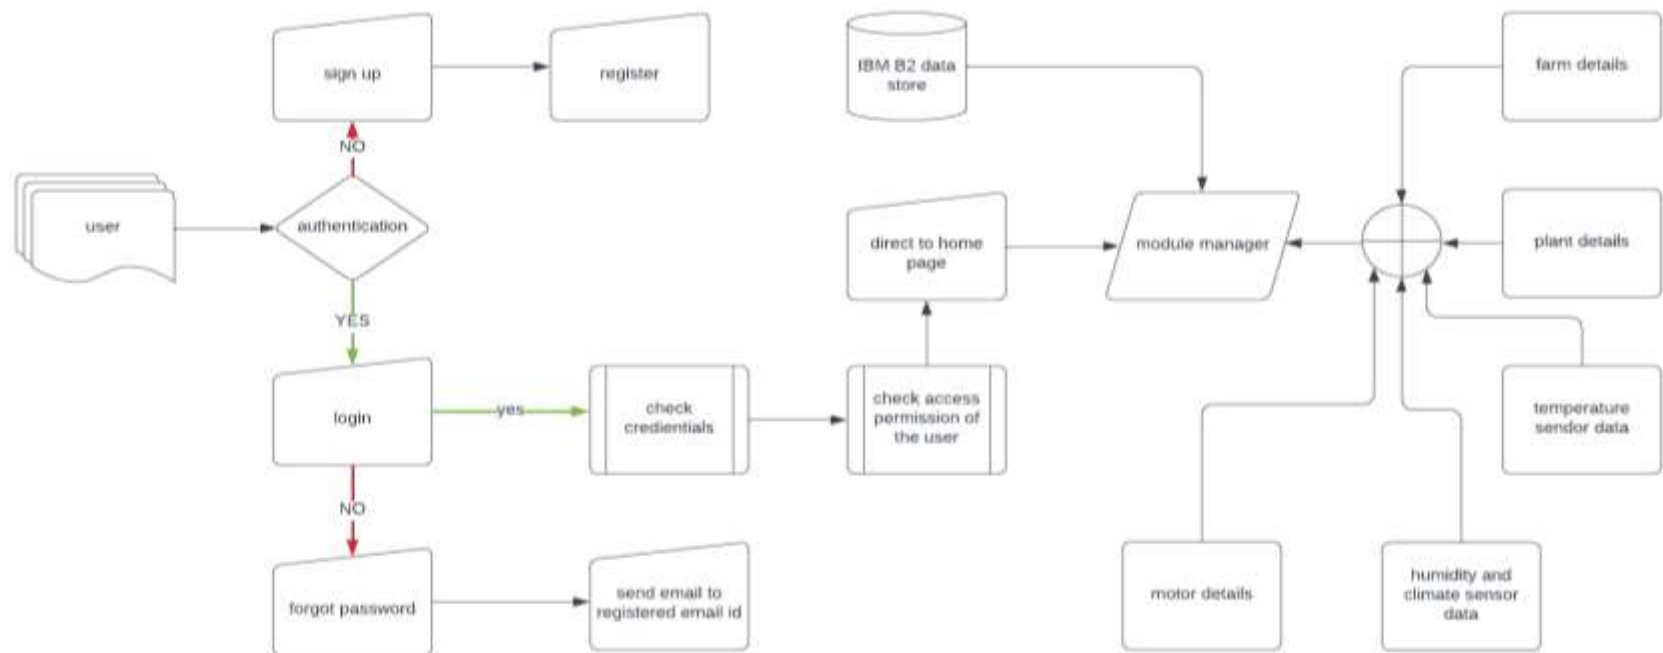 sign up
register
IBM B2 data
store
farm details
NO
user
authentication
direct to home
page
module manager
plant details
YES
login
yes
check
credientials
check access
permission of
the user
temperature
sendor data
NO
forgot password
send email to
registered email id
motor details
humidity and
climate sensor
data